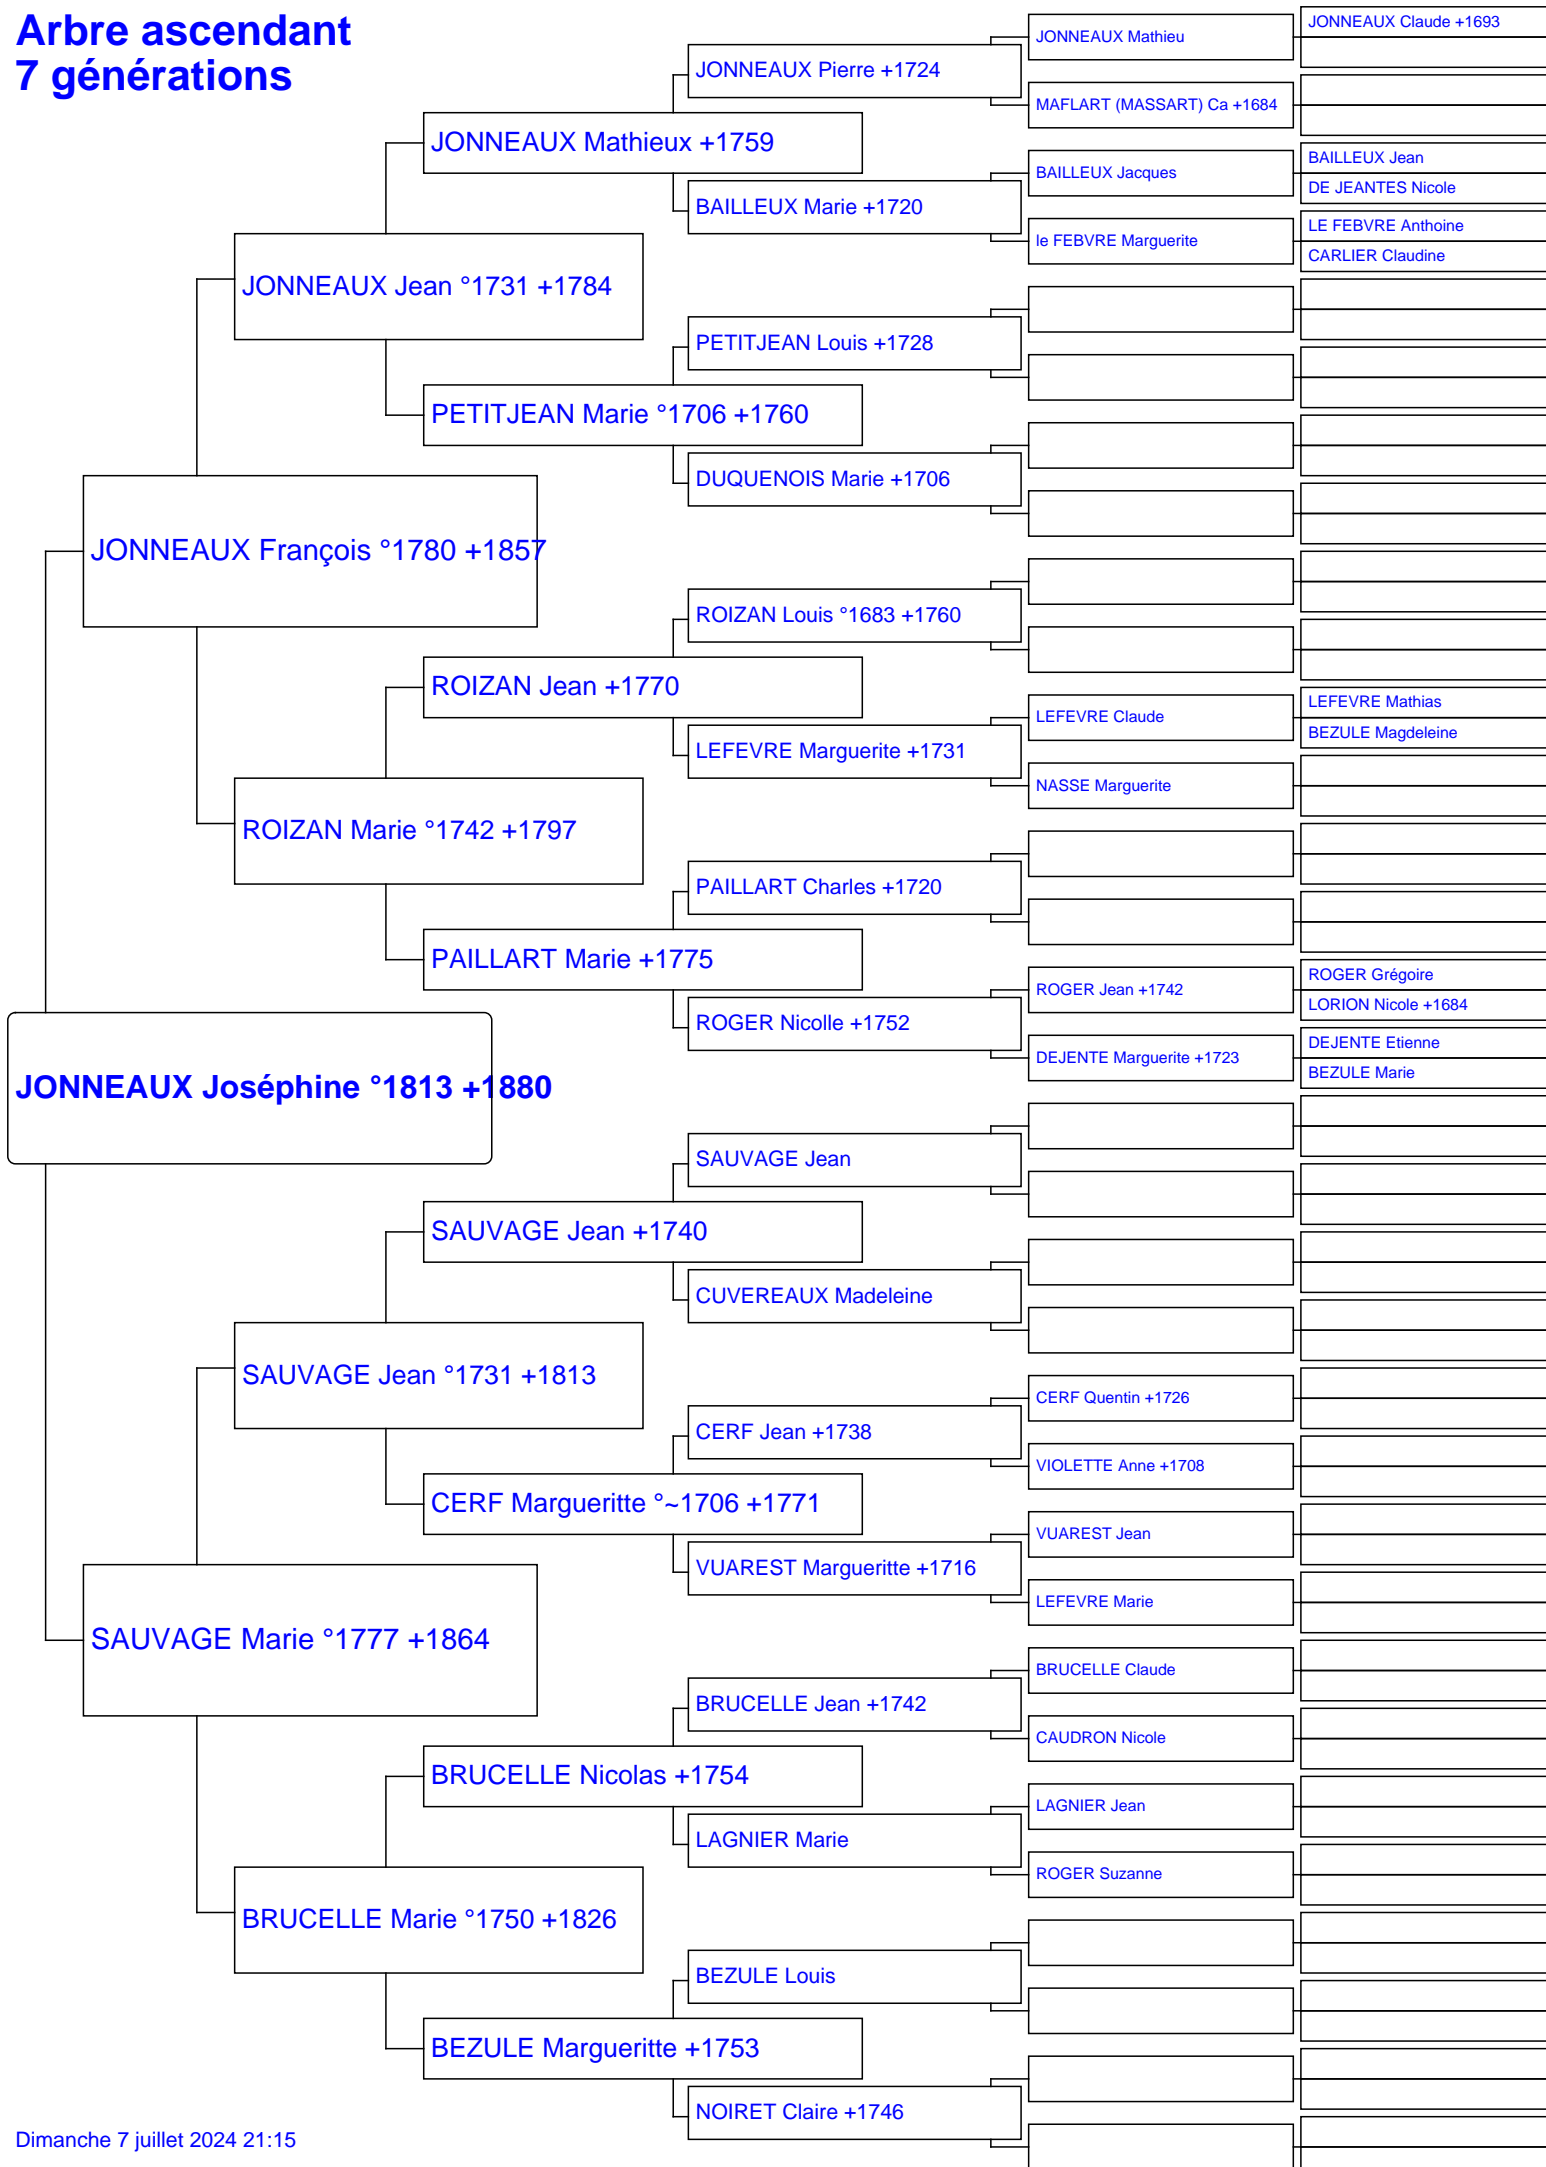 Arbre ascendant
7 générations
JONNEAUX Joséphine °1813 +1880
JONNEAUX François °1780 +1857
SAUVAGE Marie °1777 +1864
JONNEAUX Jean °1731 +1784
ROIZAN Marie °1742 +1797
SAUVAGE Jean °1731 +1813
BRUCELLE Marie °1750 +1826
JONNEAUX Mathieux +1759
PETITJEAN Marie °1706 +1760
ROIZAN Jean +1770
PAILLART Marie +1775
SAUVAGE Jean +1740
CERF Margueritte °~1706 +1771
BRUCELLE Nicolas +1754
BEZULE Margueritte +1753
JONNEAUX Pierre +1724
BAILLEUX Marie +1720
PETITJEAN Louis +1728
DUQUENOIS Marie +1706
ROIZAN Louis °1683 +1760
LEFEVRE Marguerite +1731
PAILLART Charles +1720
ROGER Nicolle +1752
SAUVAGE Jean
CUVEREAUX Madeleine
CERF Jean +1738
VUAREST Margueritte +1716
BRUCELLE Jean +1742
LAGNIER Marie
BEZULE Louis
NOIRET Claire +1746
JONNEAUX Mathieu
MAFLART (MASSART) Ca +1684
BAILLEUX Jacques
le FEBVRE Marguerite
LEFEVRE Claude
NASSE Marguerite
ROGER Jean +1742
DEJENTE Marguerite +1723
CERF Quentin +1726
VIOLETTE Anne +1708
VUAREST Jean
LEFEVRE Marie
BRUCELLE Claude
CAUDRON Nicole
LAGNIER Jean
ROGER Suzanne
JONNEAUX Claude +1693
BAILLEUX Jean
DE JEANTES Nicole
LE FEBVRE Anthoine
CARLIER Claudine
LEFEVRE Mathias
BEZULE Magdeleine
ROGER Grégoire
LORION Nicole +1684
DEJENTE Etienne
BEZULE Marie
Dimanche 7 juillet 2024 21:15